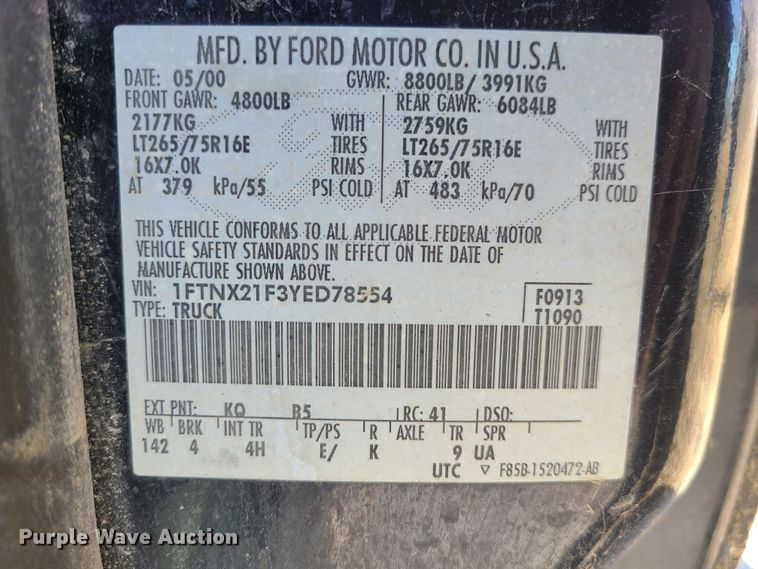 MFD. BY FORD MOTOR CO. IN U.S.A.
DATE: 05/00 GVWR: 8800LB/ 3991KG
FRONT GAWR: 4800LB REAR GAWR: 6084LB
2177KG WITH 2759KG WITH
LT265/75R16E TIRES LT265/75R16E TIRES
16X7.0K RIMS 16X7.0K RIMS
AT 379 kPa/55 PSI COLD AT 483 kPa/70 PSI COLD
THIS VEHICLE CONFORMS TO ALL APPLICABLE FEDERAL MOTOR
VEHICLE SAFETY STANDARDS IN EFFECT ON THE DATE OF
MANUFACTURE SHOWN ABOVE.
VIN: 1FTNX21F3YED78554 F0913
TYPE: TRUCK T1090
EXT PNT: KQ B5 RC: 41 DSO:
WB BRK INT TR TP/PS R AXLE TR SPR
142 4 4H E/ K 9 UA
UTC ▽ F85B-1520472-AB
Purple Wave Auction